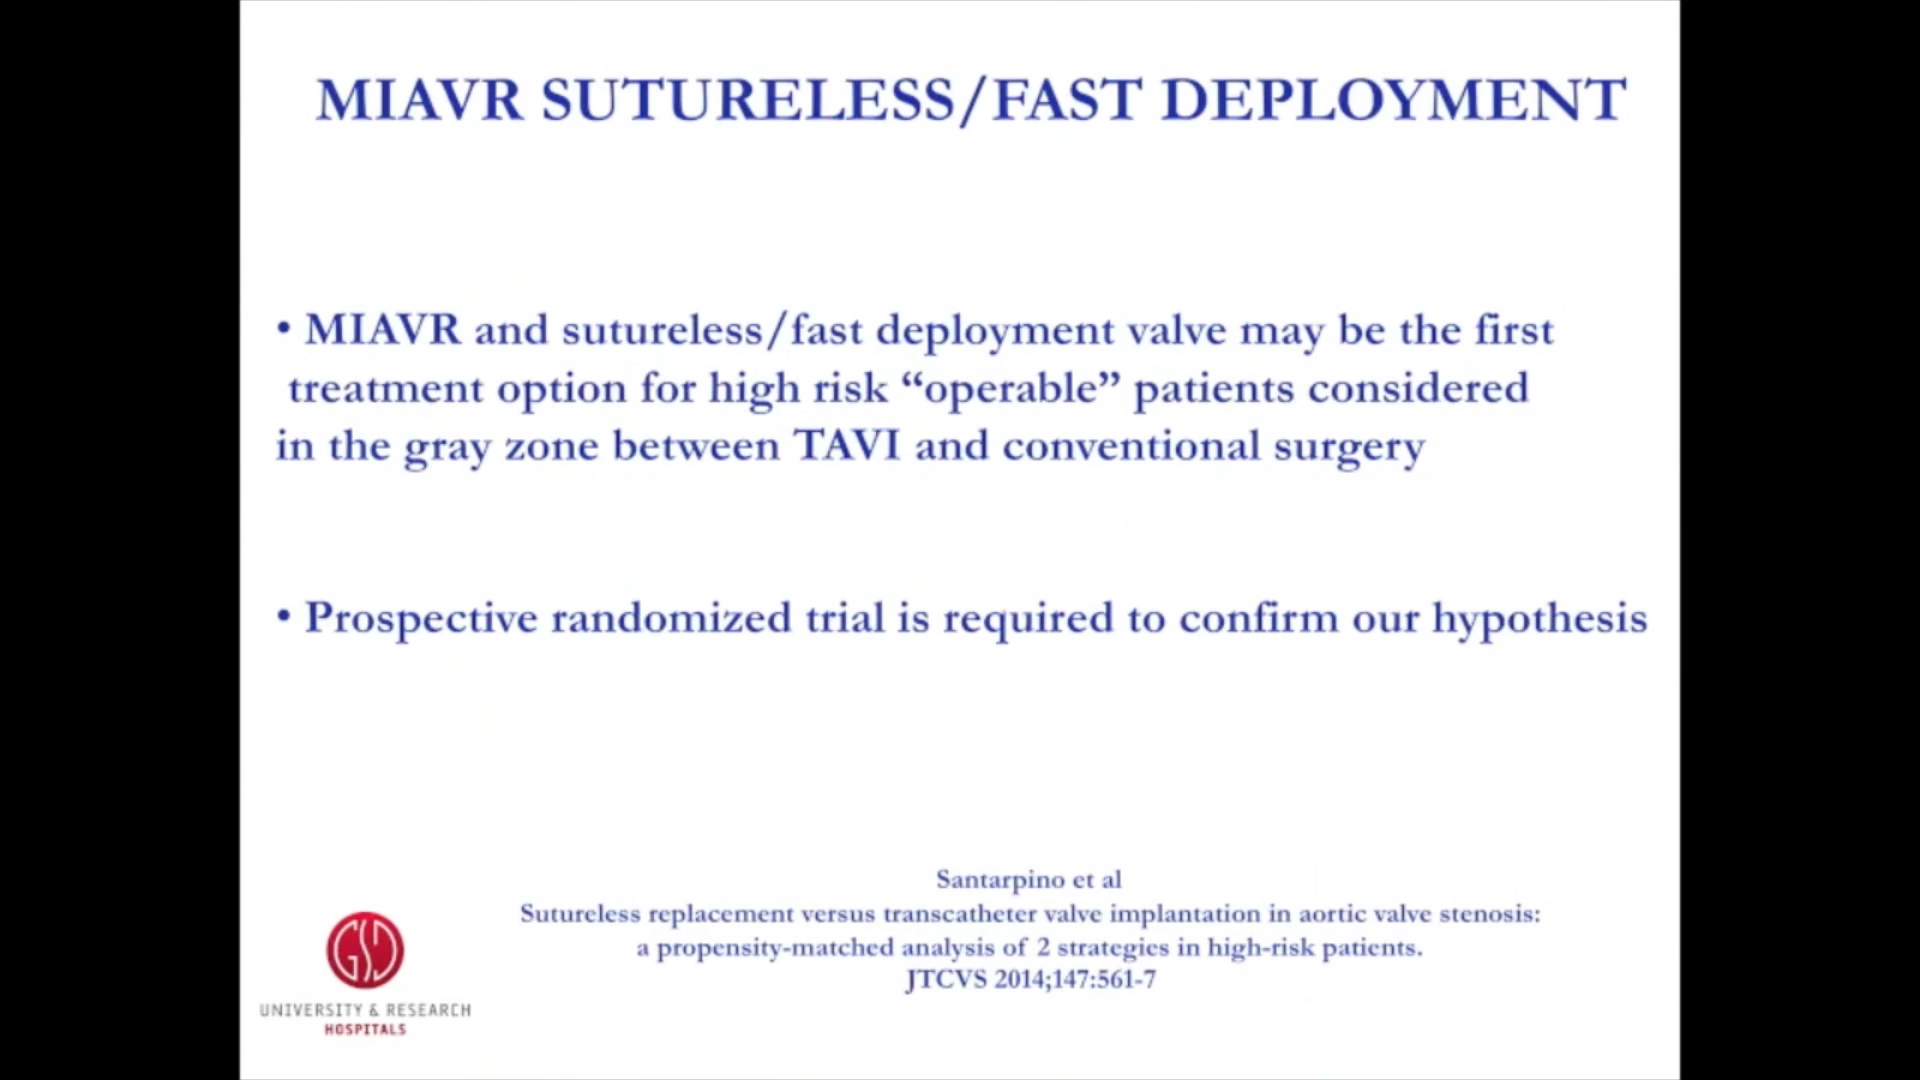 MIAVR SUTURELESS/FAST DEPLOYMENT
• MIAVR and sutureless/fast deployment valve may be the first
treatment option for high risk “operable” patients considered
in the gray zone between TAVI and conventional surgery
• Prospective randomized trial is required to confirm our hypothesis
Santarpino et al
Sutureless replacement versus transcatheter valve implantation in aortic valve stenosis:
a propensity-matched analysis of 2 strategies in high-risk patients.
JTCVS 2014;147:561-7
GSD
UNIVERSITY & RESEARCH
HOSPITALS